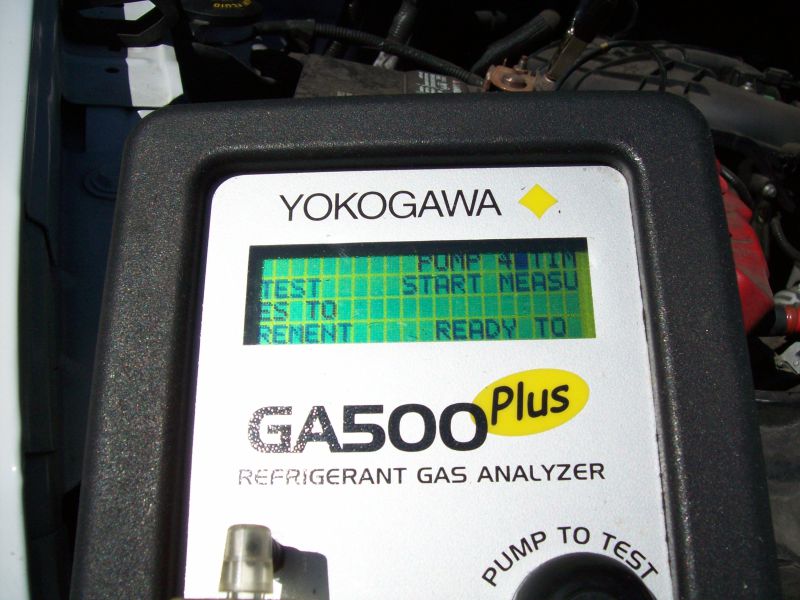 YOKOGAWA
PUMP 4 TIM
TEST START MEASU
ES TO
REMENT READY TO
GA500 Plus
REFRIGERANT GAS ANALYZER
PUMP TO TEST